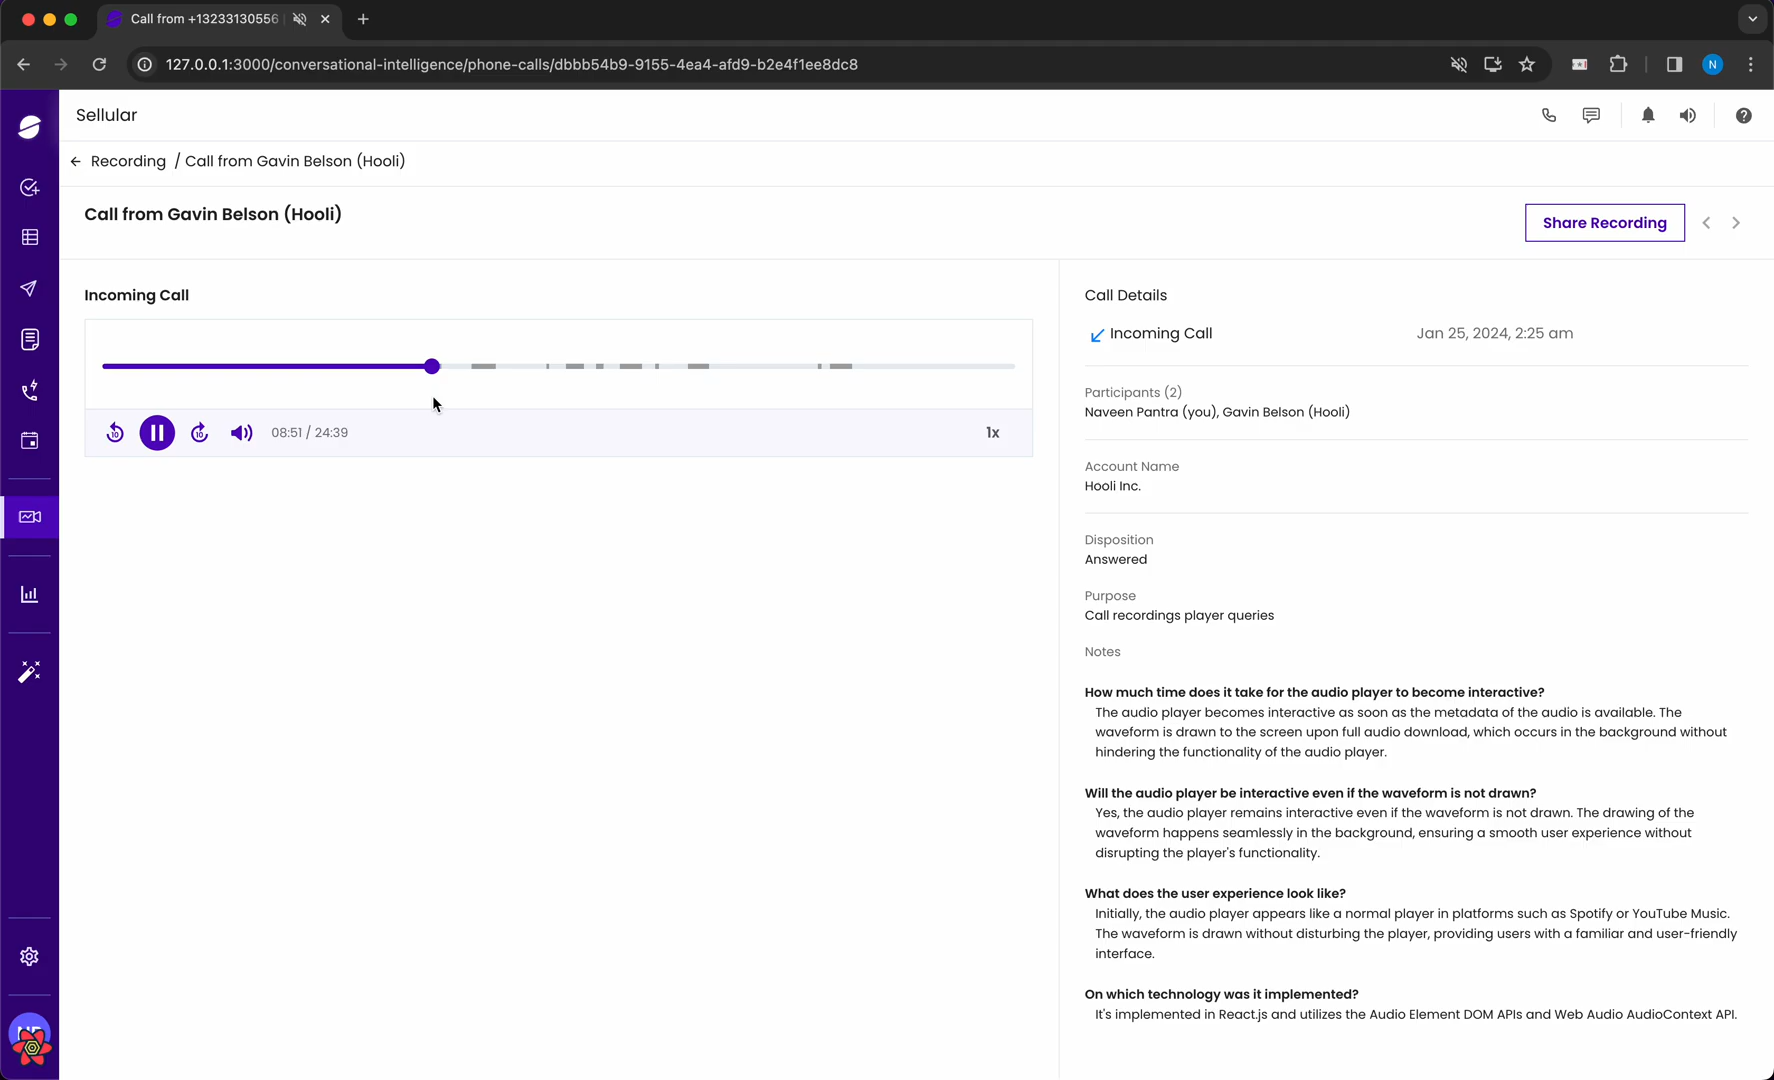 Call from +13233130556
127.0.0.1:3000/conversational-intelligence/phone-calls/dbbb54b9-9155-4ea4-afd9-b2e4f1ee8dc8
N
Sellular
Recording / Call from Gavin Belson (Hooli)
Call from Gavin Belson (Hooli)
Share Recording
Incoming Call
10
10
08:51 / 24:39
1x
Call Details
Incoming Call
Jan 25, 2024, 2:25 am
Participants (2)
Naveen Pantra (you), Gavin Belson (Hooli)
Account Name
Hooli Inc.
Disposition
Answered
Purpose
Call recordings player queries
Notes
How much time does it take for the audio player to become interactive?
The audio player becomes interactive as soon as the metadata of the audio is available. The
waveform is drawn to the screen upon full audio download, which occurs in the background without
hindering the functionality of the audio player.
Will the audio player be interactive even if the waveform is not drawn?
Yes, the audio player remains interactive even if the waveform is not drawn. The drawing of the
waveform happens seamlessly in the background, ensuring a smooth user experience without
disrupting the player's functionality.
What does the user experience look like?
Initially, the audio player appears like a normal player in platforms such as Spotify or YouTube Music.
The waveform is drawn without disturbing the player, providing users with a familiar and user-friendly
interface.
On which technology was it implemented?
It's implemented in React.js and utilizes the Audio Element DOM APIs and Web Audio AudioContext API.